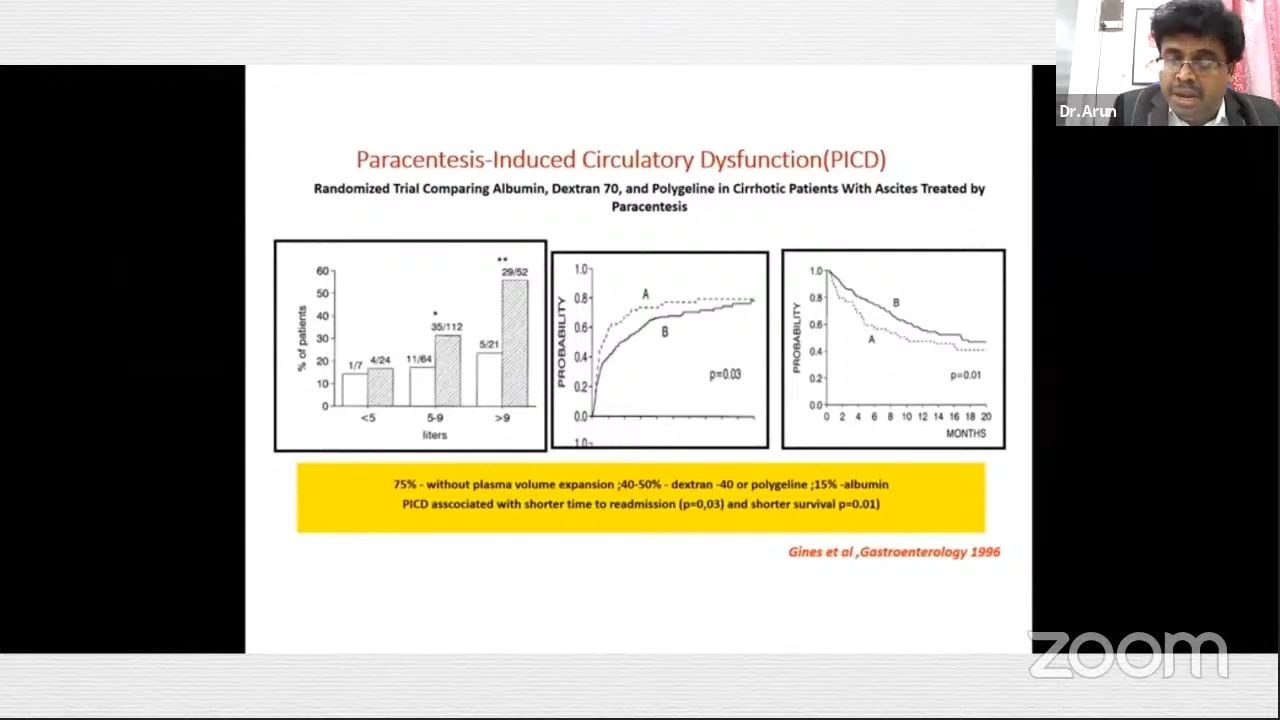 Dr.Arun
Paracentesis-Induced Circulatory Dysfunction(PICD)
Randomized Trial Comparing Albumin, Dextran 70, and Polygeline in Cirrhotic Patients With Ascites Treated by
Paracentesis
% of patients
60
50
40
30
20
10
0
1/7
4/24
11/64
*
35/112
5/21
**
29/52
<5
5-9
>9
liters
PROBABILITY
1.0
0.8
0.6
0.4
0.2
0.0
A
B
p=0.03
1.0
PROBABILITY
1.0
0.8
0.6
0.4
0.2
0.0
B
A
p=0.01
0 2 4 6 8 10 12 14 16 18 20
MONTHS
75% - without plasma volume expansion ;40-50% - dextran -40 or polygeline ;15% -albumin
PICD asscociated with shorter time to readmission (p=0,03) and shorter survival p=0.01)
Gines et al ,Gastroenterology 1996
zoom